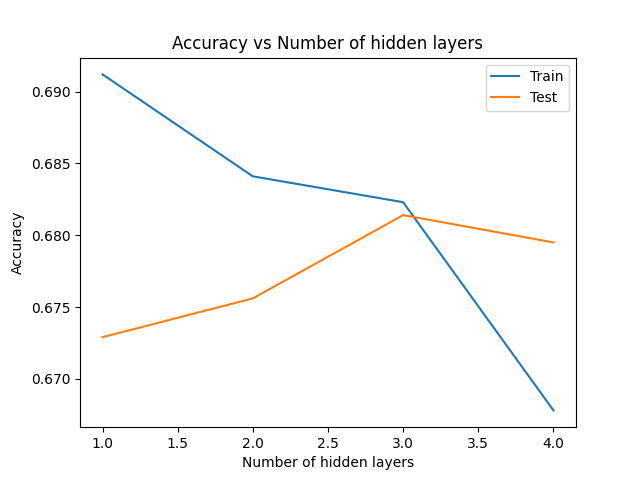 Accuracy vs Number of hidden layers
Train
Test
0.690
0.685
0.680
0.675
0.670
Accuracy
1.0 1.5 2.0 2.5 3.0 3.5 4.0
Number of hidden layers